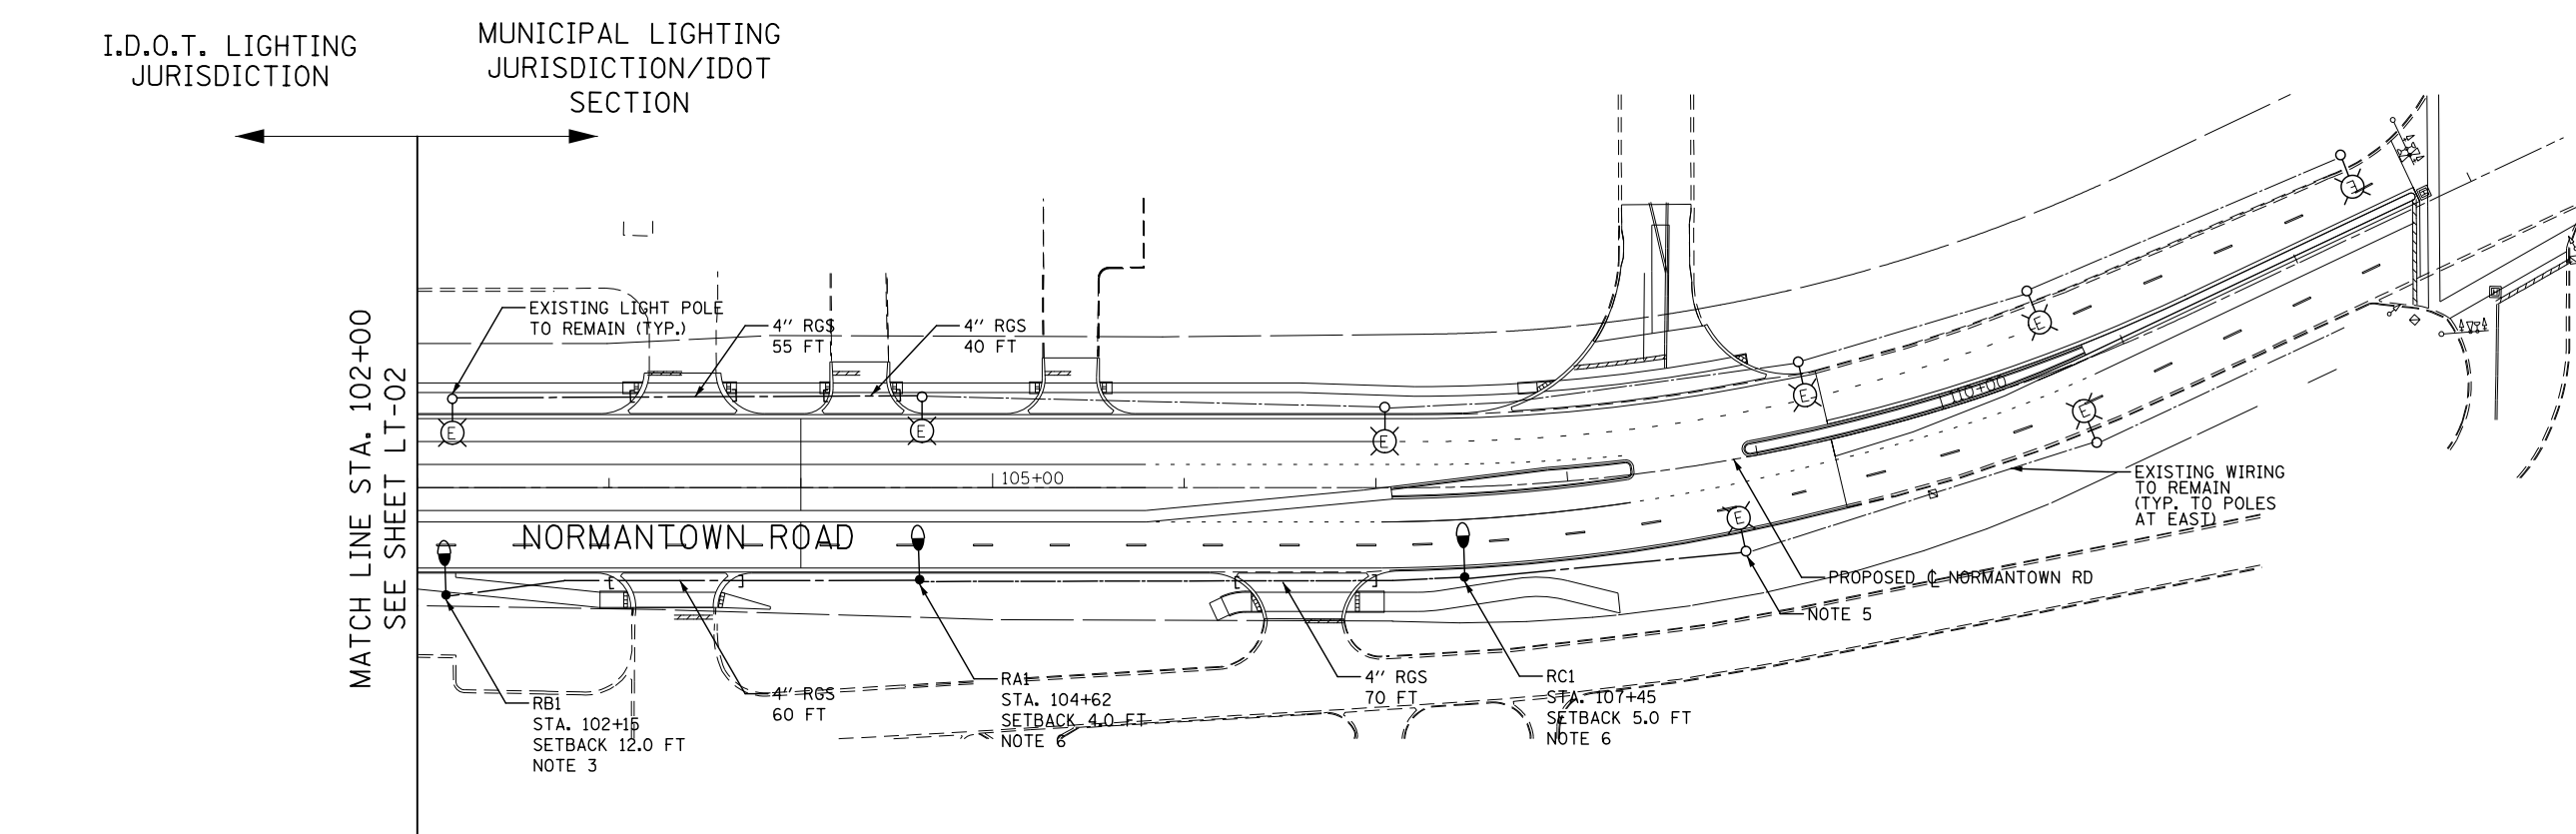 I.D.O.T. LIGHTING
JURISDICTION
MUNICIPAL LIGHTING
JURISDICTION/IDOT
SECTION
MATCH LINE STA. 102+00
SEE SHEET LT-02
EXISTING LIGHT POLE
TO REMAIN (TYP.)
4'' RGS
55 FT
4'' RGS
40 FT
E
E
E
E
E
E
E
E
105+00
110+00
NORMANTOWN ROAD
EXISTING WIRING
TO REMAIN
(TYP. TO POLES
AT EAST)
PROPOSED ℄ NORMANTOWN RD
NOTE 5
RB1
STA. 102+15
SETBACK 12.0 FT
NOTE 3
4'' RGS
60 FT
RA1
STA. 104+62
SETBACK 4.0 FT
NOTE 6
4'' RGS
70 FT
RC1
STA. 107+45
SETBACK 5.0 FT
NOTE 6